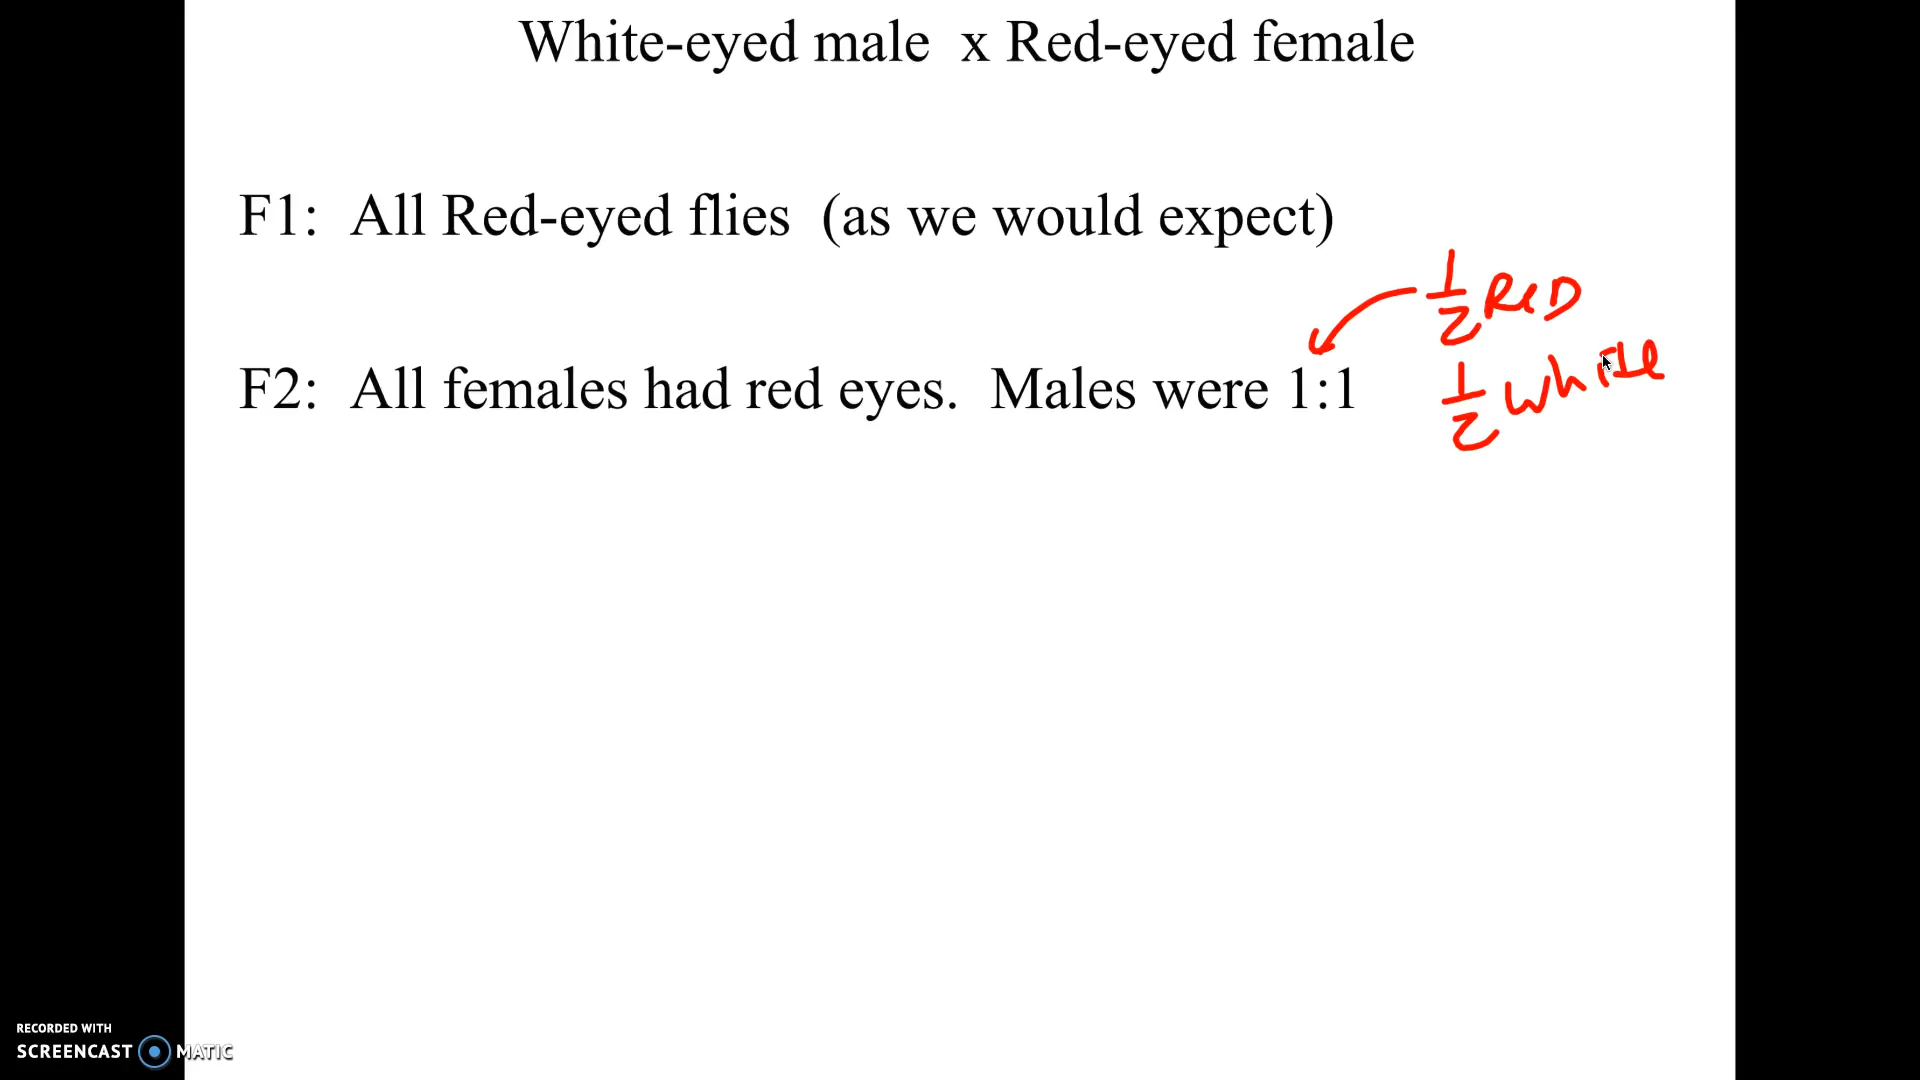 White-eyed male x Red-eyed female
F1: All Red-eyed flies (as we would expect)
1/2 RED
F2: All females had red eyes. Males were 1:1
1/2 white
RECORDED WITH
SCREENCAST MATIC